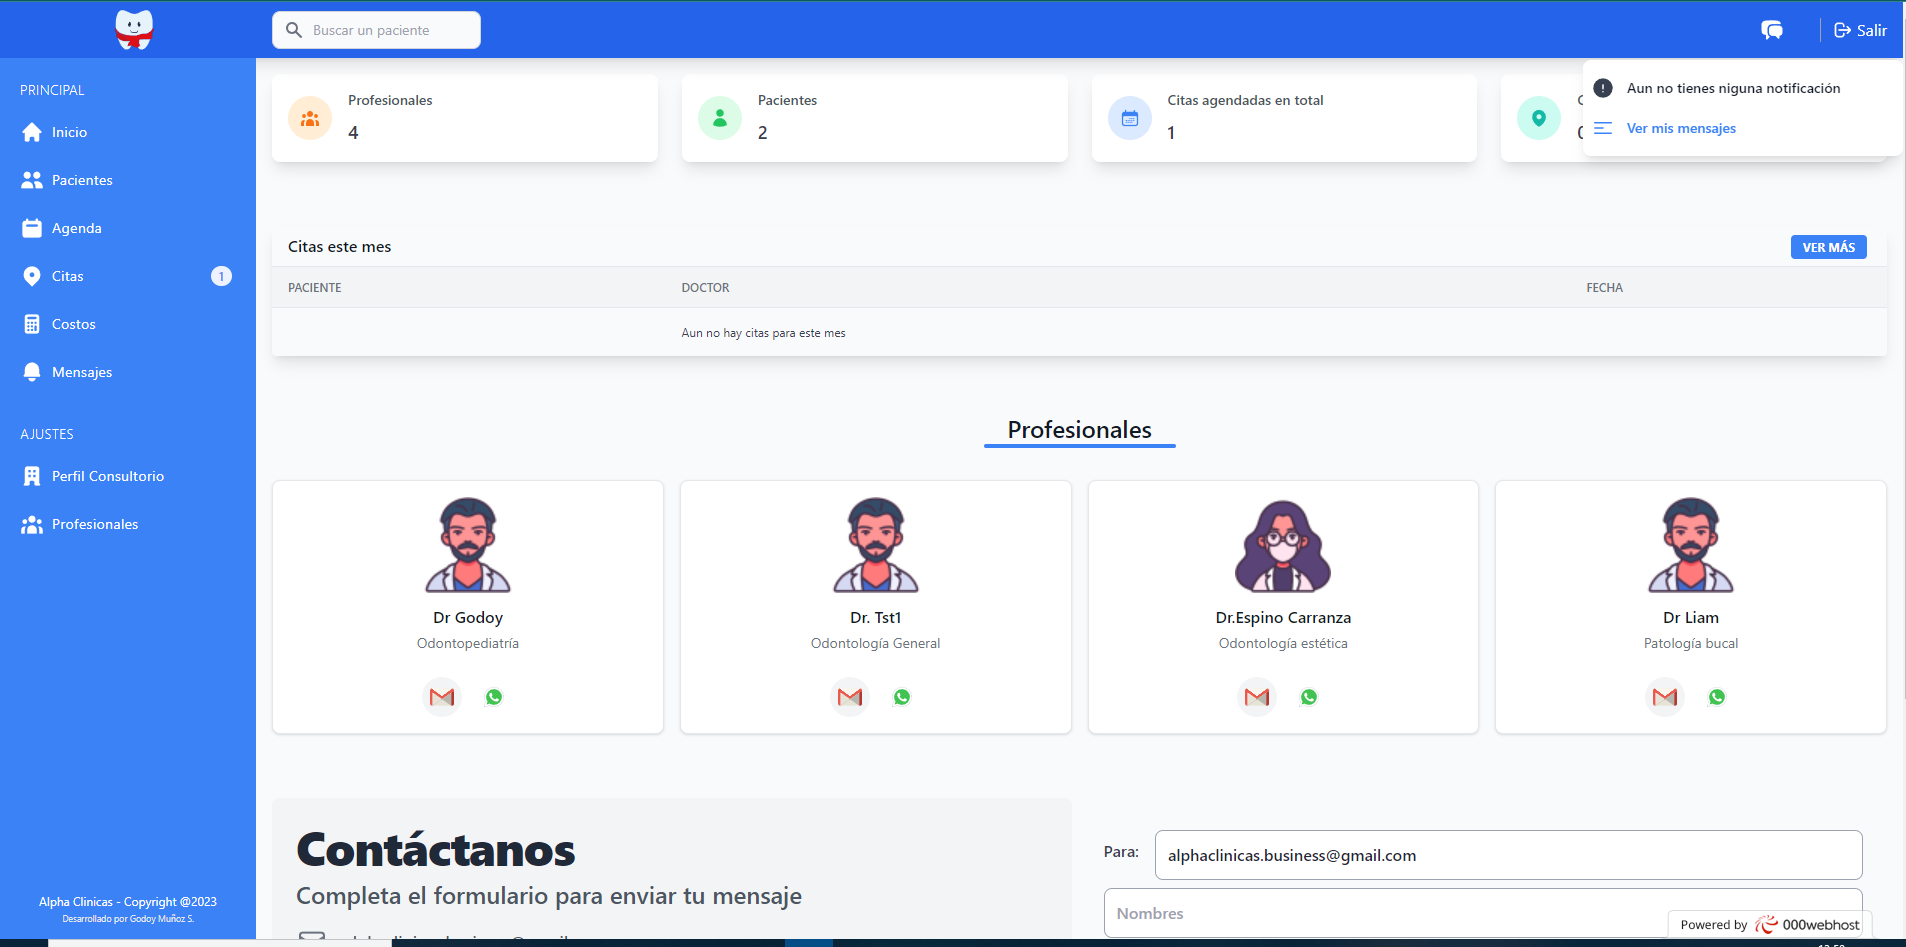 Buscar un paciente
Salir
PRINCIPAL
Inicio
Pacientes
Agenda
Citas
1
Costos
Mensajes
AJUSTES
Perfil Consultorio
Profesionales
Alpha Clinicas - Copyright @2023
Desarrollado por Godoy Muñoz S.
Profesionales
4
Pacientes
2
Citas agendadas en total
1
Aun no tienes niguna notificación
Ver mis mensajes
Citas este mes
VER MÁS
PACIENTE DOCTOR FECHA
Aun no hay citas para este mes
Profesionales
Dr Godoy
Odontopediatría
Dr. Tst1
Odontología General
Dr.Espino Carranza
Odontología estética
Dr Liam
Patología bucal
Contáctanos
Completa el formulario para enviar tu mensaje
Para:
alphaclinicas.business@gmail.com
Nombres
Powered by 000webhost